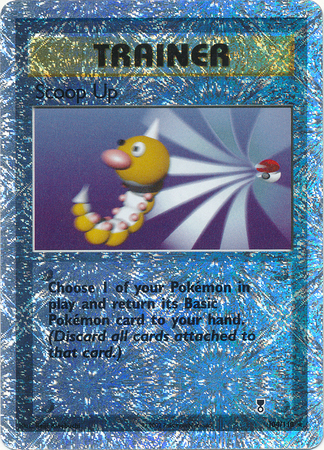 TRAINER
Scoop Up
Choose 1 of your Pokémon in
play and return its Basic
Pokémon card to your hand.
(Discard all cards attached to
that card.)